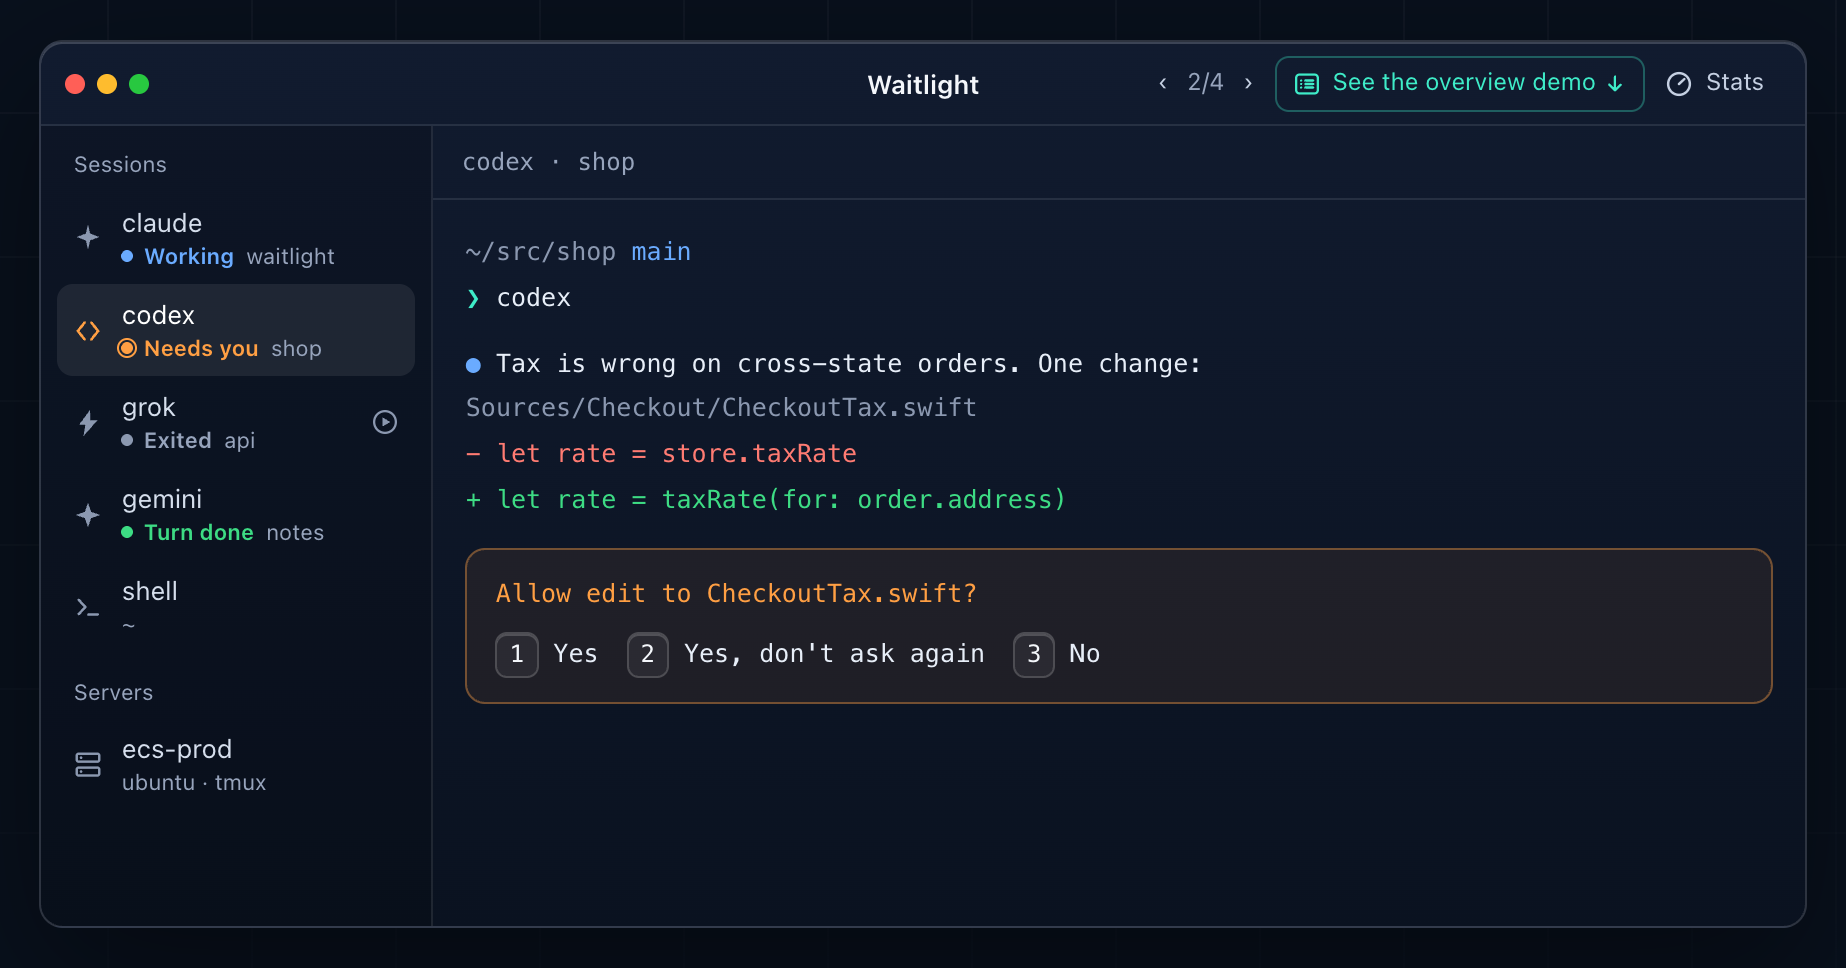 Waitlight
‹ 2/4 ›
See the overview demo ↓
Stats
Sessions
claude
Working waitlight
codex
Needs you shop
grok
Exited api
gemini
Turn done notes
shell
~
Servers
ecs-prod
ubuntu · tmux
codex · shop
~/src/shop main
❯ codex
● Tax is wrong on cross-state orders. One change:
Sources/Checkout/CheckoutTax.swift
− let rate = store.taxRate
+ let rate = taxRate(for: order.address)
Allow edit to CheckoutTax.swift?
1 Yes 2 Yes, don't ask again 3 No